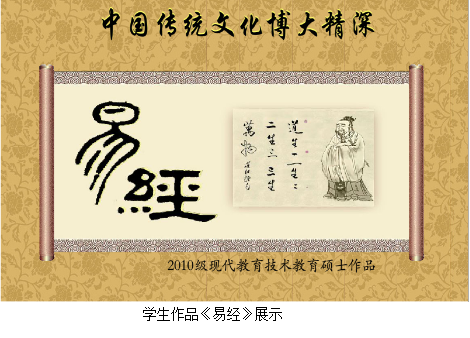 中国传统文化博大精深
易經
道生一一生二
二生三三生
萬物
2010级现代教育技术教育硕士作品
学生作品《易经》展示